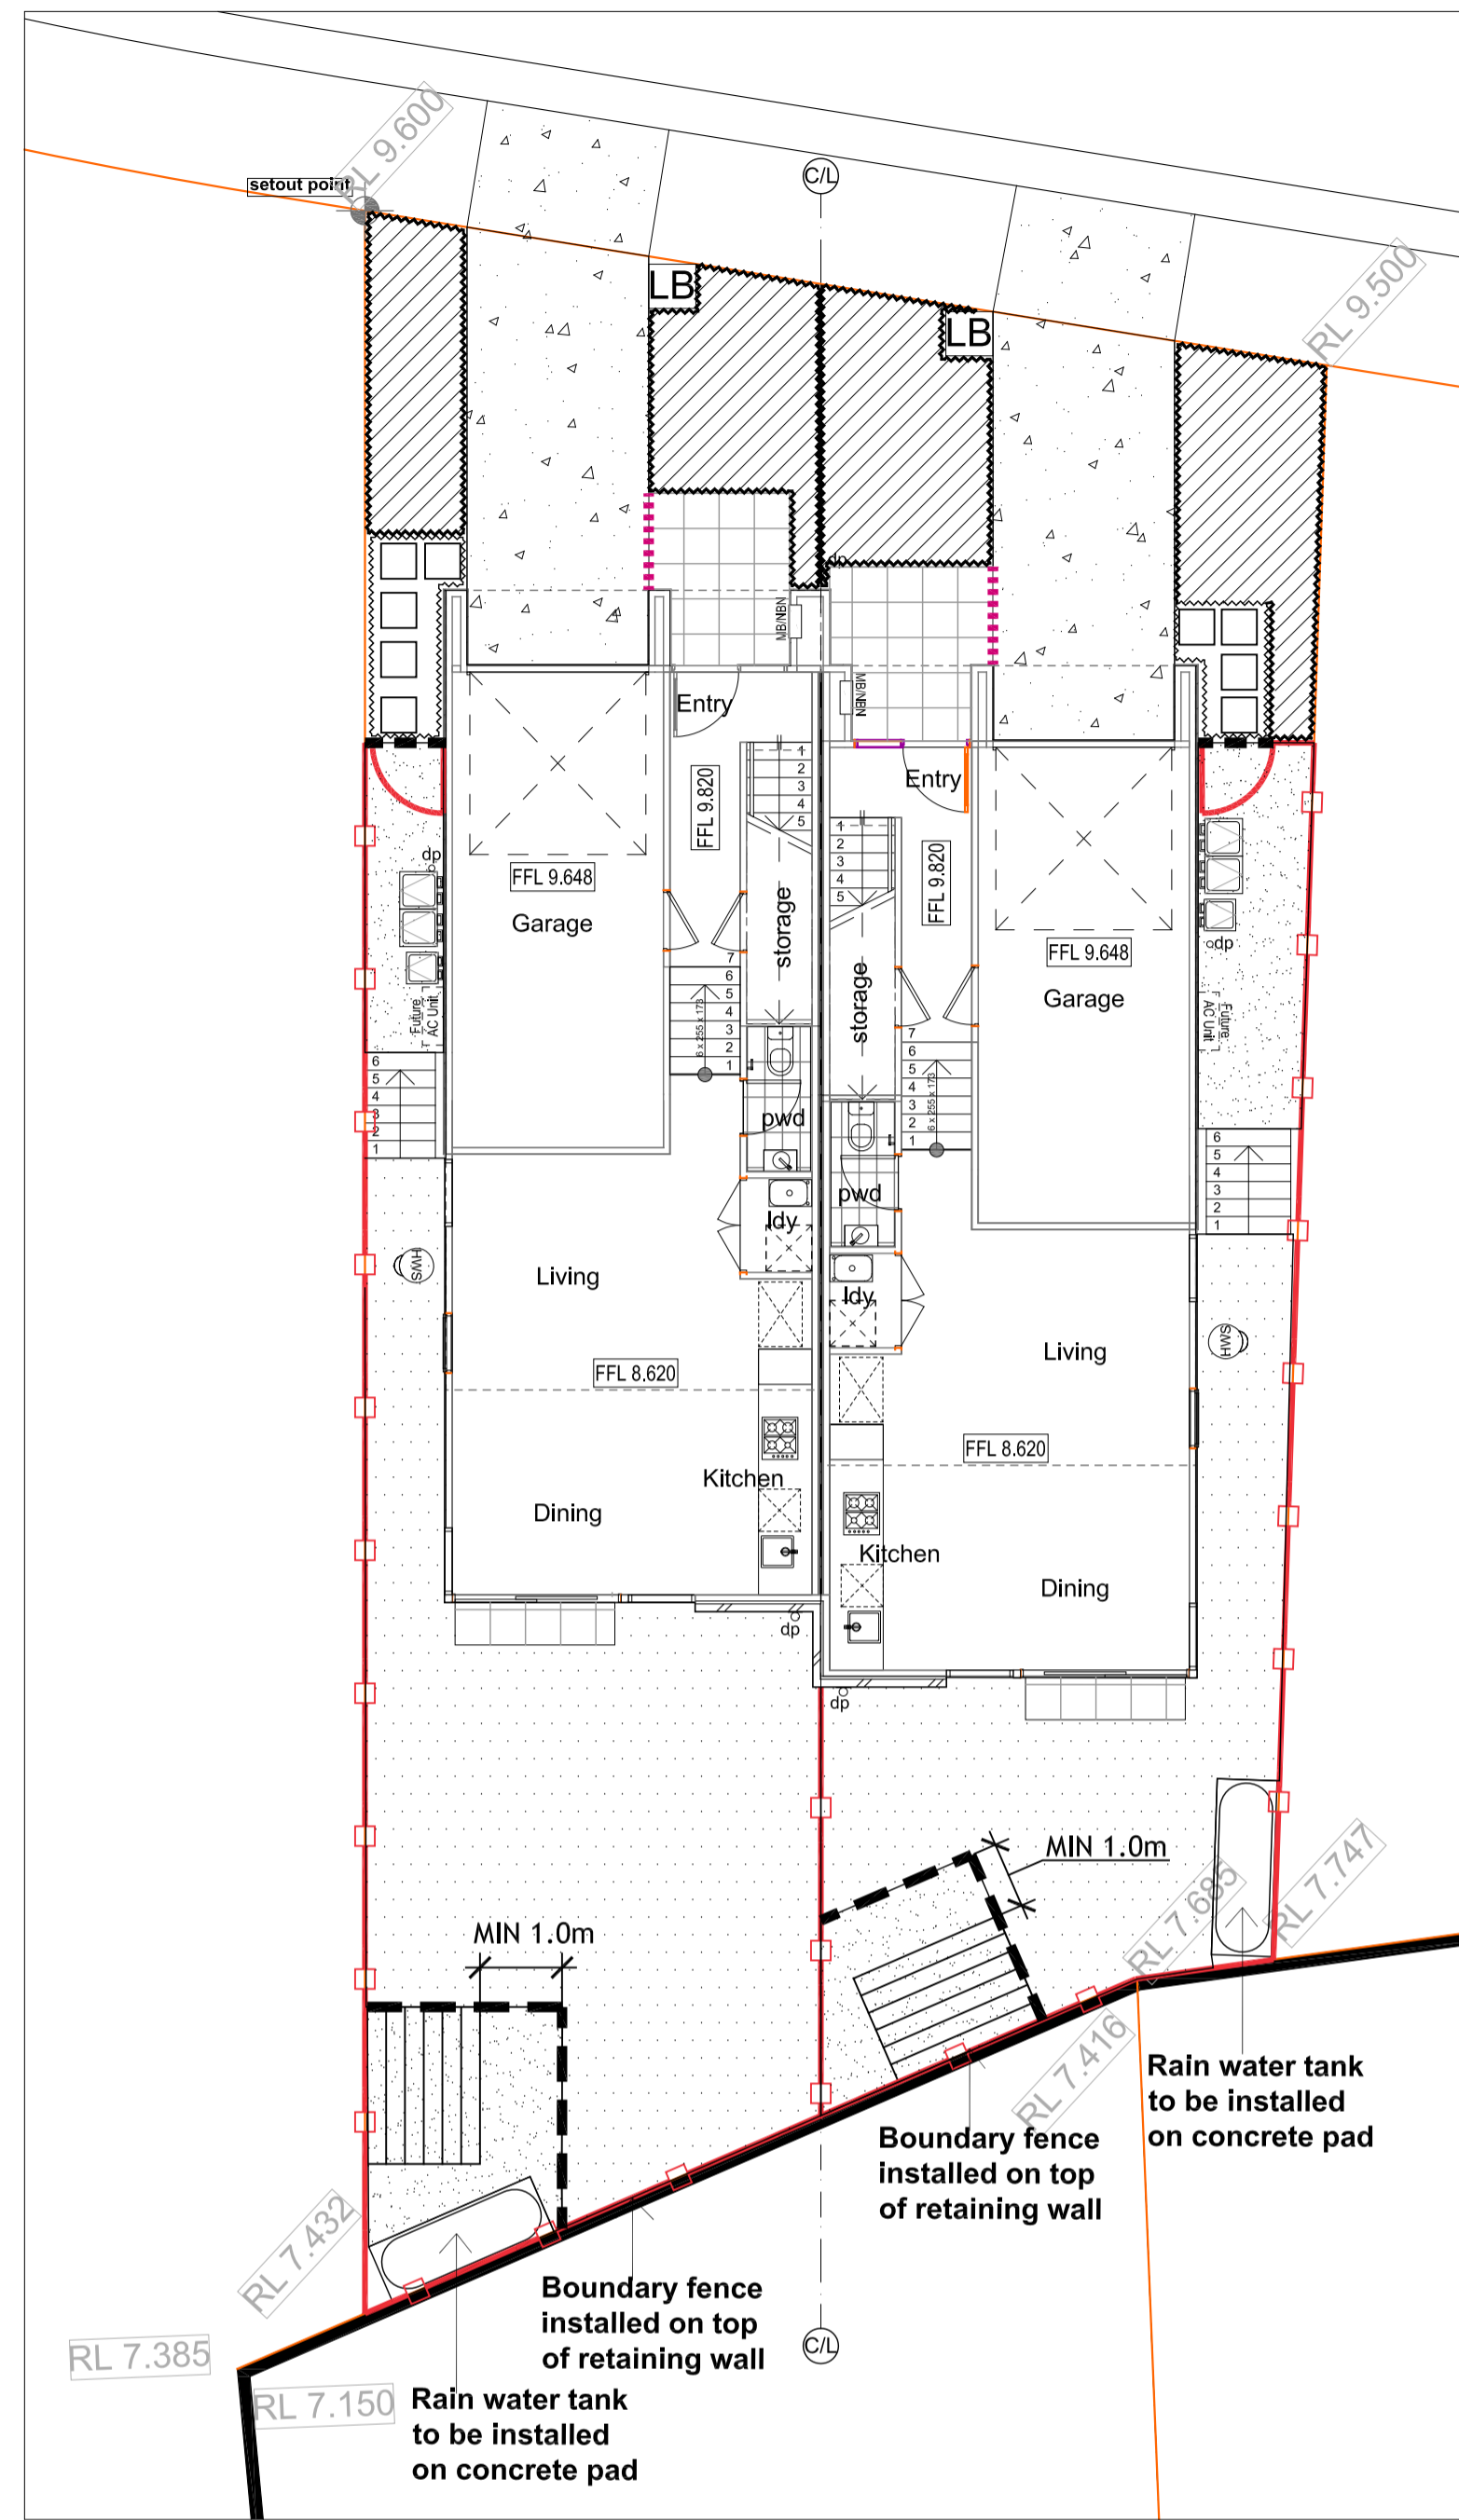 RL 9.600
setout point
C/L
RL 9.500
LB
LB
dp
MB/NBN
MB/NBN
Entry
Entry
1
2
3
4
5
1
2
3
4
5
FFL 9.820
FFL 9.820
FFL 9.648
Garage
FFL 9.648
Garage
storage
storage
dp
dp
Future
AC Unit
Future
AC Unit
7
6
5
4
3
2
1
6 x 255 x 173
7
6
5
4
3
2
1
6 x 255 x 173
6
5
4
3
2
1
6
5
4
3
2
1
pwd
pwd
ldy
ldy
HWS
HWS
Living
Living
FFL 8.620
FFL 8.620
Kitchen
Kitchen
Dining
Dining
dp
dp
MIN 1.0m
MIN 1.0m
RL 7.685
RL 7.747
RL 7.416
Rain water tank
to be installed
on concrete pad
Boundary fence
installed on top
of retaining wall
RL 7.432
Boundary fence
installed on top
of retaining wall
C/L
RL 7.385
RL 7.150
Rain water tank
to be installed
on concrete pad